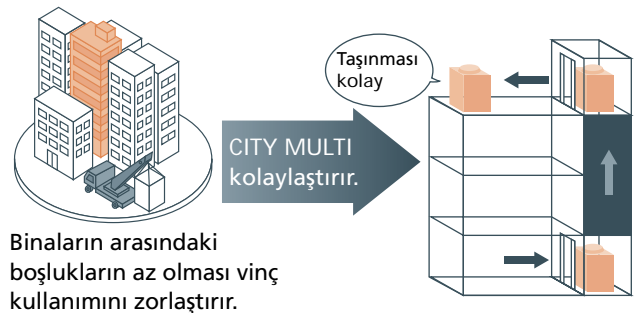 Taşınması
kolay
CITY MULTI
kolaylaştırır.
Binaların arasındaki
boşlukların az olması vinç
kullanımını zorlaştırır.